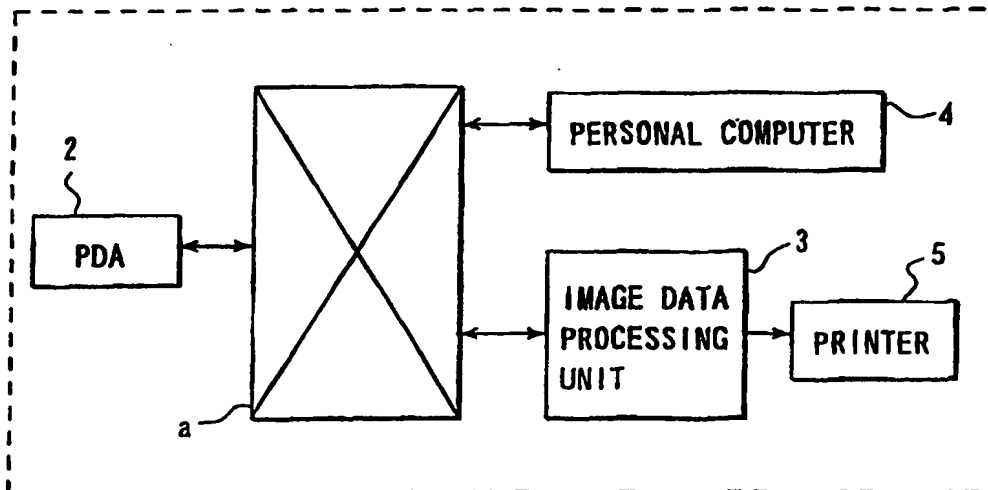 2
PDA
a
PERSONAL COMPUTER
4
3
IMAGE DATA
PROCESSING
UNIT
5
PRINTER